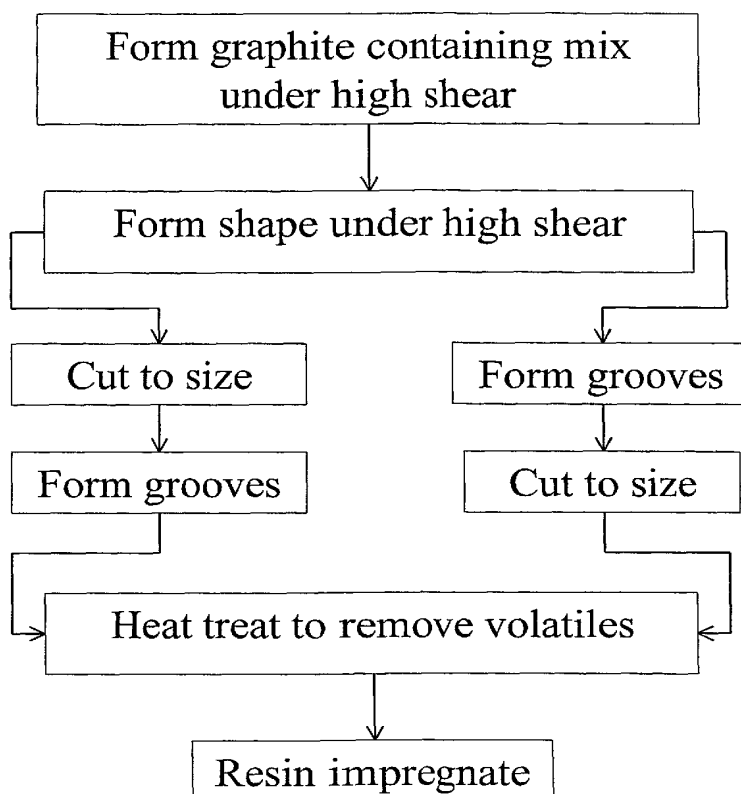 Form graphite containing mix
under high shear
Form shape under high shear
Cut to size
Form grooves
Form grooves
Cut to size
Heat treat to remove volatiles
Resin impregnate